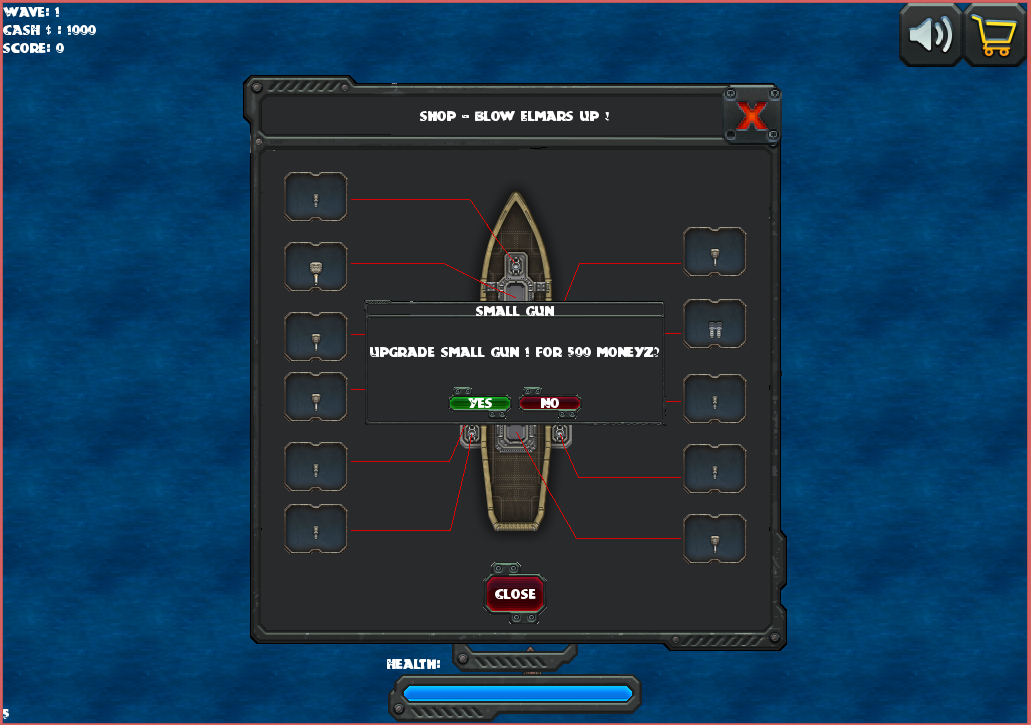 WAVE: 1
CASH $ : 1000
SCORE: 0
SHOP - BLOW ELMARS UP !
SMALL GUN
UPGRADE SMALL GUN 1 FOR 500 MONEYZ?
YES
NO
CLOSE
HEALTH:
5